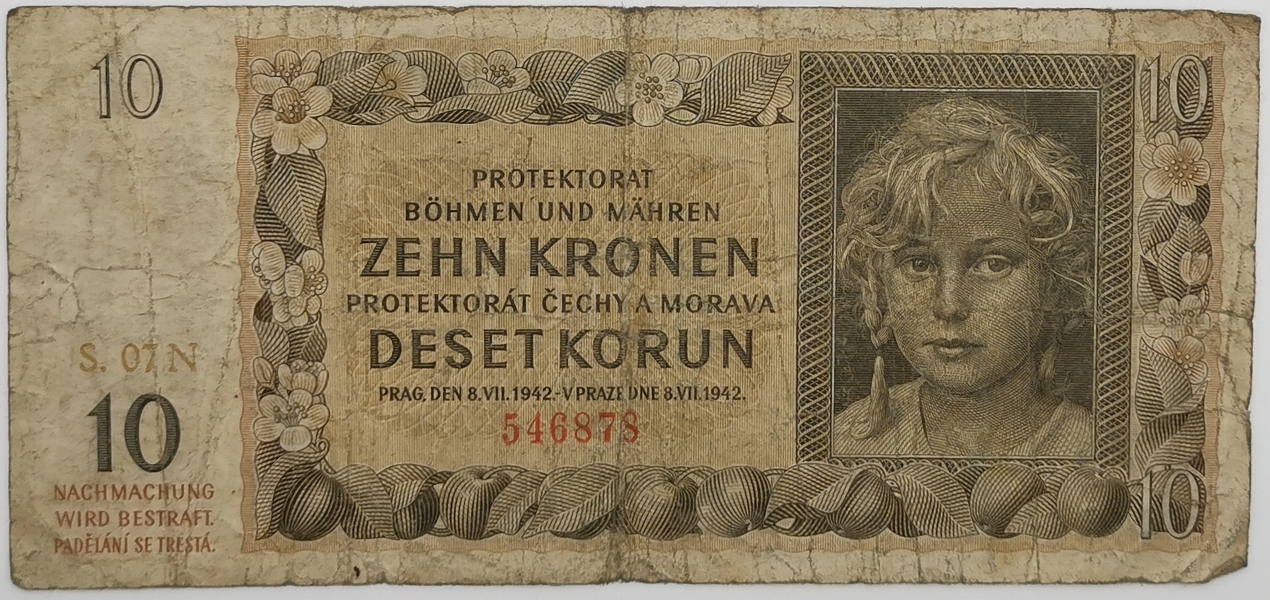 10
10
PROTEKTORAT
BÖHMEN UND MÄHREN
ZEHN KRONEN
PROTEKTORÁT ČECHY A MORAVA
DESET KORUN
PRAG, DEN 8.VII.1942.-V PRAZE DNE 8.VII.1942.
546878
S. 07 N
10
NACHMACHUNG
WIRD BESTRAFT.
PADĚLÁNÍ SE TRESTÁ.
10